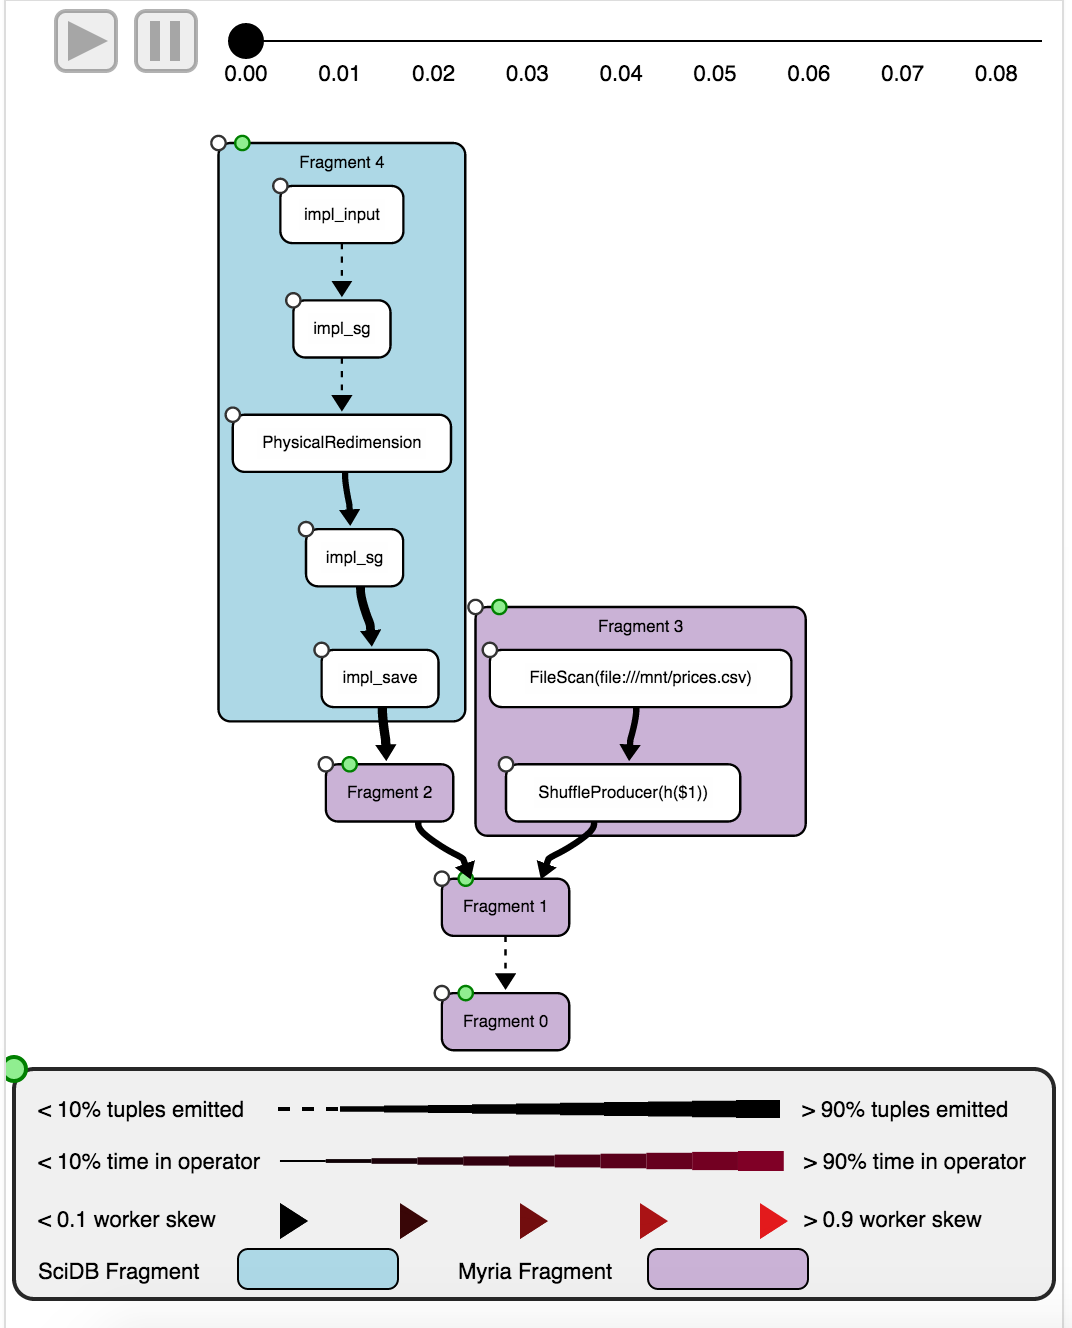 0.00 0.01 0.02 0.03 0.04 0.05 0.06 0.07 0.08
Fragment 4
impl_input
impl_sg
PhysicalRedimension
impl_sg
impl_save
Fragment 3
FileScan(file:///mnt/prices.csv)
ShuffleProducer(h($1))
Fragment 2
Fragment 1
Fragment 0
< 10% tuples emitted > 90% tuples emitted
< 10% time in operator > 90% time in operator
< 0.1 worker skew > 0.9 worker skew
SciDB Fragment Myria Fragment